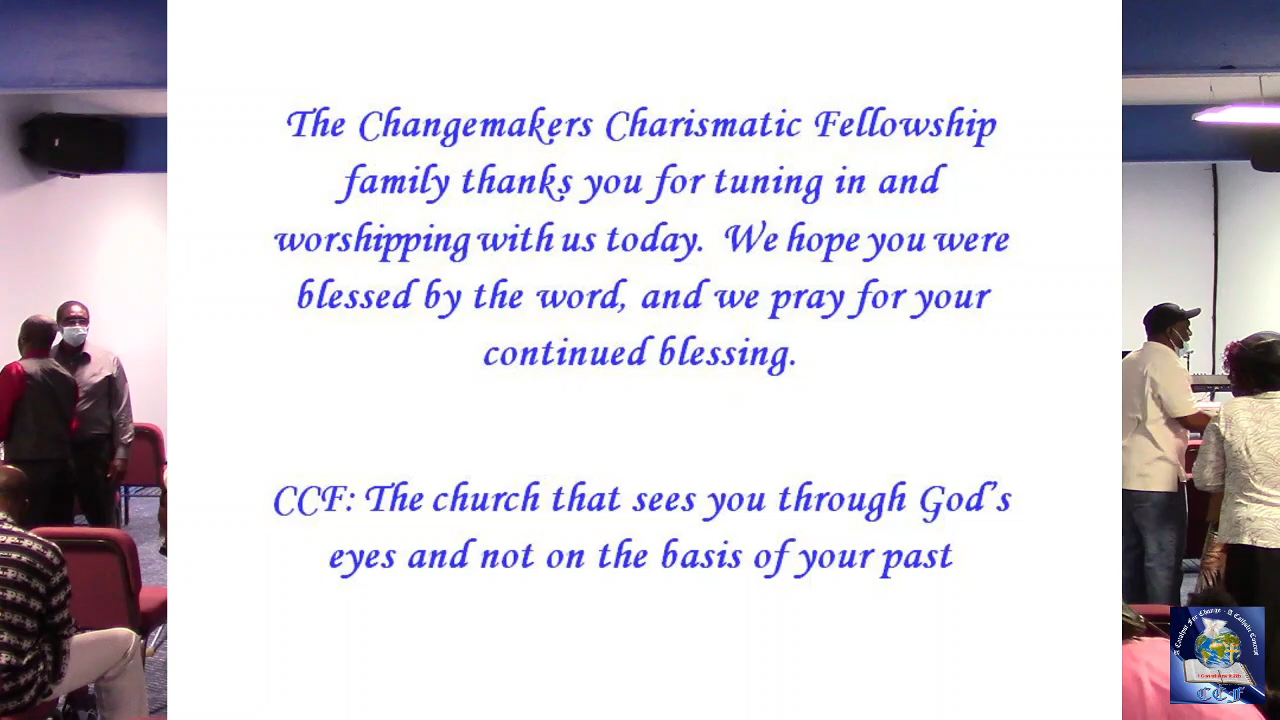 The Changemakers Charismatic Fellowship
family thanks you for tuning in and
worshipping with us today. We hope you were
blessed by the word, and we pray for your
continued blessing.
CCF: The church that sees you through God's
eyes and not on the basis of your past
CCF